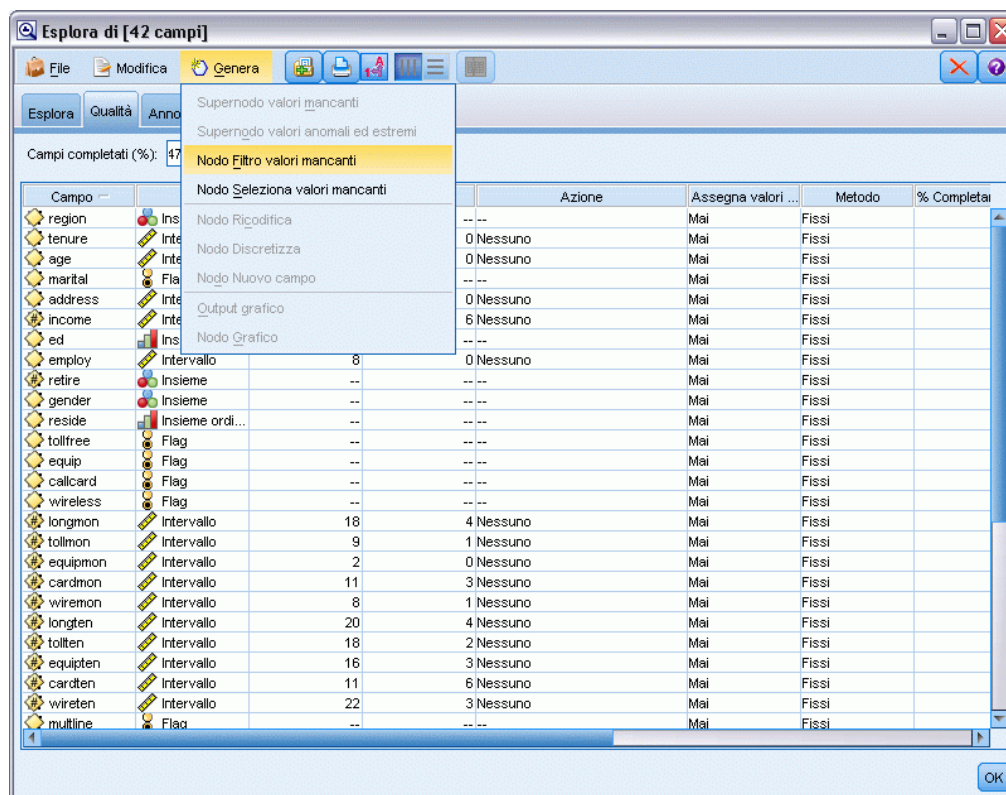 Esplora di [42 campi]
File Modifica Genera
Esplora Qualità Anno
Supernodo valori mancanti
Supernodo valori anomali ed estremi
Nodo Filtro valori mancanti
Nodo Seleziona valori mancanti
Nodo Ricodifica
Nodo Discretizza
Nodo Nuovo campo
Output grafico
Nodo Grafico
Campi completati (%): 47
Campo Azione Assegna valori ... Metodo % Completar
region Ins -- -- Mai Fissi
tenure Inte 0 Nessuno Mai Fissi
age Inte 0 Nessuno Mai Fissi
marital Fla -- -- Mai Fissi
address Inte 0 Nessuno Mai Fissi
income Inte 6 Nessuno Mai Fissi
ed Ins -- -- Mai Fissi
employ Intervallo 8 0 Nessuno Mai Fissi
retire Insieme -- -- -- Mai Fissi
gender Insieme -- -- -- Mai Fissi
reside Insieme ordi... -- -- -- Mai Fissi
tollfree Flag -- -- -- Mai Fissi
equip Flag -- -- -- Mai Fissi
callcard Flag -- -- -- Mai Fissi
wireless Flag -- -- -- Mai Fissi
longmon Intervallo 18 4 Nessuno Mai Fissi
tollmon Intervallo 9 1 Nessuno Mai Fissi
equipmon Intervallo 2 0 Nessuno Mai Fissi
cardmon Intervallo 11 3 Nessuno Mai Fissi
wiremon Intervallo 8 1 Nessuno Mai Fissi
longten Intervallo 20 4 Nessuno Mai Fissi
tollten Intervallo 18 2 Nessuno Mai Fissi
equipten Intervallo 16 3 Nessuno Mai Fissi
cardten Intervallo 11 6 Nessuno Mai Fissi
wireten Intervallo 22 3 Nessuno Mai Fissi
multline Flag -- -- -- Mai Fissi
OK